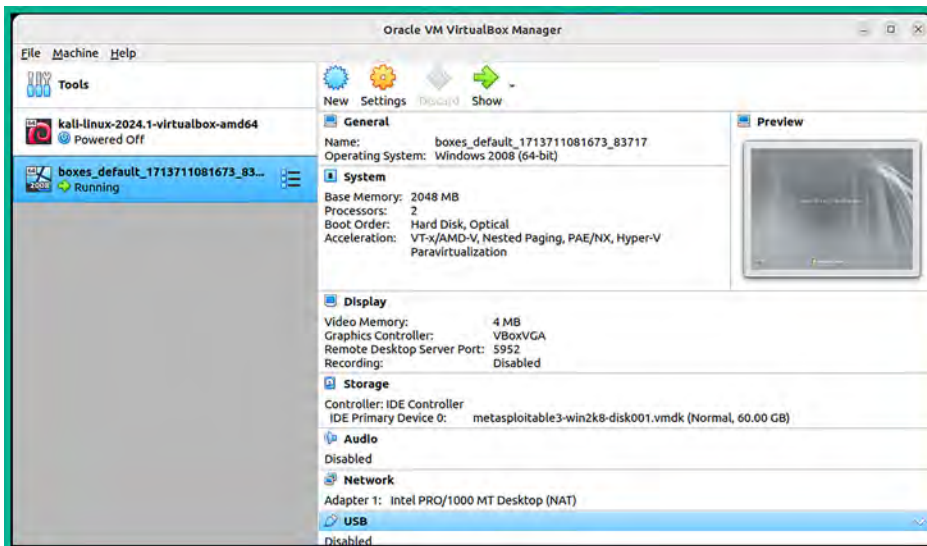 Oracle VM VirtualBox Manager
File Machine Help
Tools
New Settings Discard Show
kali-linux-2024.1-virtualbox-amd64
Powered Off
boxes_default_1713711081673_83...
Running
General
Name: boxes_default_1713711081673_83717
Operating System: Windows 2008 (64-bit)
System
Base Memory: 2048 MB
Processors: 2
Boot Order: Hard Disk, Optical
Acceleration: VT-x/AMD-V, Nested Paging, PAE/NX, Hyper-V
Paravirtualization
Preview
Display
Video Memory: 4 MB
Graphics Controller: VBoxVGA
Remote Desktop Server Port: 5952
Recording: Disabled
Storage
Controller: IDE Controller
IDE Primary Device 0: metasploitable3-win2k8-disk001.vmdk (Normal, 60.00 GB)
Audio
Disabled
Network
Adapter 1: Intel PRO/1000 MT Desktop (NAT)
USB
Disabled